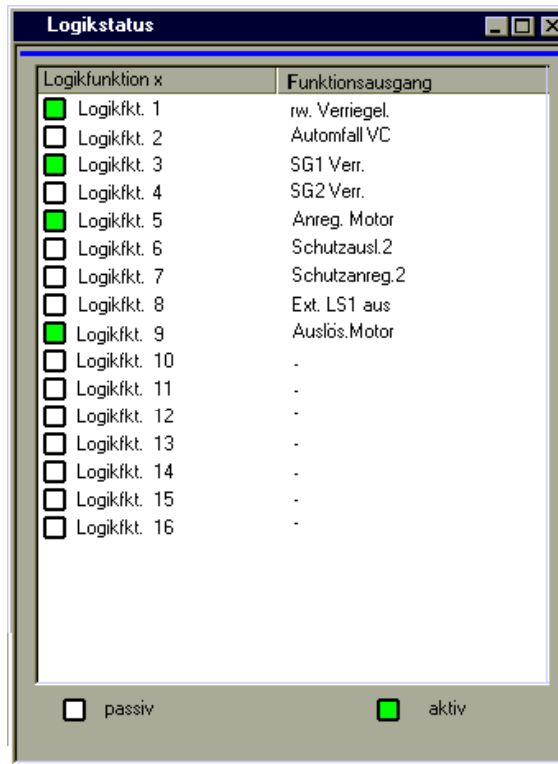 Logikstatus
Logikfunktion x Funktionsausgang
Logikfkt. 1 rw. Verriegel.
Logikfkt. 2 Automfall VC
Logikfkt. 3 SG1 Verr.
Logikfkt. 4 SG2 Verr.
Logikfkt. 5 Anreg. Motor
Logikfkt. 6 Schutzausl.2
Logikfkt. 7 Schutzanreg.2
Logikfkt. 8 Ext. LS1 aus
Logikfkt. 9 Auslös.Motor
Logikfkt. 10 -
Logikfkt. 11 -
Logikfkt. 12 -
Logikfkt. 13 -
Logikfkt. 14 -
Logikfkt. 15 -
Logikfkt. 16 -
passiv aktiv